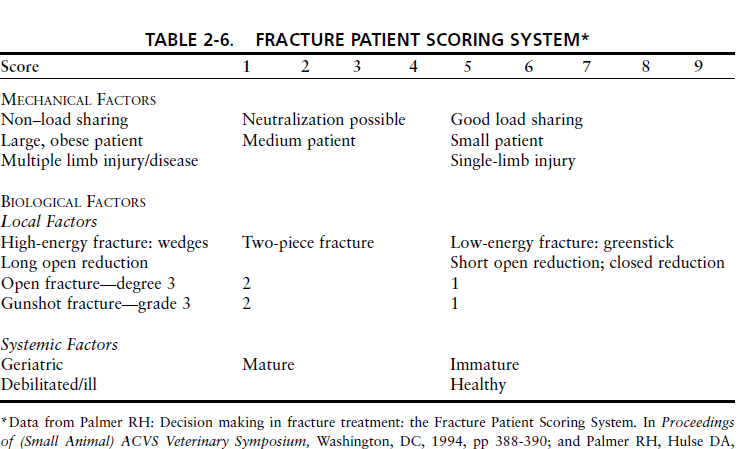 TABLE 2-6. FRACTURE PATIENT SCORING SYSTEM*
Score 1 2 3 4 5 6 7 8 9
MECHANICAL FACTORS
Non–load sharing Neutralization possible Good load sharing
Large, obese patient Medium patient Small patient
Multiple limb injury/disease Single-limb injury
BIOLOGICAL FACTORS
Local Factors
High-energy fracture: wedges Two-piece fracture Low-energy fracture: greenstick
Long open reduction Short open reduction; closed reduction
Open fracture—degree 3 2 1
Gunshot fracture—grade 3 2 1
Systemic Factors
Geriatric Mature Immature
Debilitated/ill Healthy
*Data from Palmer RH: Decision making in fracture treatment: the Fracture Patient Scoring System. In Proceedings
of (Small Animal) ACVS Veterinary Symposium, Washington, DC, 1994, pp 388-390; and Palmer RH, Hulse DA,